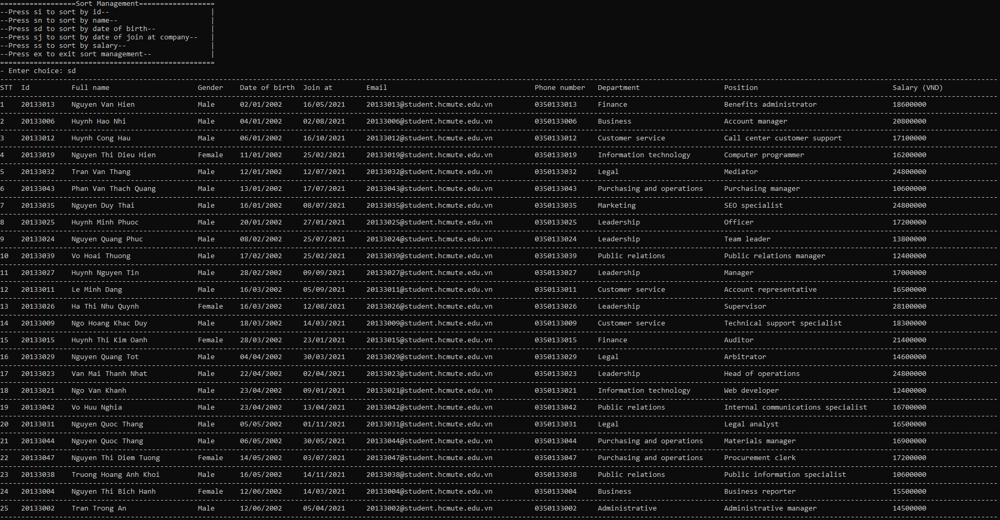 ==================Sort Management==================
--Press si to sort by id-- |
--Press sn to sort by name-- |
--Press sd to sort by date of birth-- |
--Press sj to sort by date of join at company-- |
--Press ss to sort by salary-- |
--Press ex to exit sort management-- |
===================================================
- Enter choice: sd
STT Id Full name Gender Date of birth Join at Email Phone number Department Position Salary (VND)
1 20133013 Nguyen Van Hien Male 02/01/2002 16/05/2021 20133013@student.hcmute.edu.vn 0350133013 Finance Benefits administrator 18600000
2 20133006 Huynh Hao Nhi Male 04/01/2002 02/08/2021 20133006@student.hcmute.edu.vn 0350133006 Business Account manager 20800000
3 20133012 Huynh Cong Hau Male 06/01/2002 16/10/2021 20133012@student.hcmute.edu.vn 0350133012 Customer service Call center customer support 17100000
4 20133019 Nguyen Thi Dieu Hien Female 11/01/2002 25/02/2021 20133019@student.hcmute.edu.vn 0350133019 Information technology Computer programmer 16200000
5 20133032 Tran Van Thang Male 12/01/2002 12/07/2021 20133032@student.hcmute.edu.vn 0350133032 Legal Mediator 24800000
6 20133043 Phan Van Thach Quang Male 13/01/2002 17/07/2021 20133043@student.hcmute.edu.vn 0350133043 Purchasing and operations Purchasing manager 10600000
7 20133035 Nguyen Duy Thai Male 16/01/2002 08/07/2021 20133035@student.hcmute.edu.vn 0350133035 Marketing SEO specialist 24800000
8 20133025 Huynh Minh Phuoc Male 20/01/2002 27/01/2021 20133025@student.hcmute.edu.vn 0350133025 Leadership Officer 17200000
9 20133024 Nguyen Quang Phuc Male 08/02/2002 25/07/2021 20133024@student.hcmute.edu.vn 0350133024 Leadership Team leader 13800000
10 20133039 Vo Hoai Thuong Male 17/02/2002 25/02/2021 20133039@student.hcmute.edu.vn 0350133039 Public relations Public relations manager 12400000
11 20133027 Huynh Nguyen Tin Male 28/02/2002 09/09/2021 20133027@student.hcmute.edu.vn 0350133027 Leadership Manager 17000000
12 20133011 Le Minh Dang Male 16/03/2002 05/09/2021 20133011@student.hcmute.edu.vn 0350133011 Customer service Account representative 16500000
13 20133026 Ha Thi Nhu Quynh Female 16/03/2002 12/08/2021 20133026@student.hcmute.edu.vn 0350133026 Leadership Supervisor 28100000
14 20133009 Ngo Hoang Khac Duy Male 18/03/2002 14/03/2021 20133009@student.hcmute.edu.vn 0350133009 Customer service Technical support specialist 18300000
15 20133015 Huynh Thi Kim Oanh Female 28/03/2002 23/01/2021 20133015@student.hcmute.edu.vn 0350133015 Finance Auditor 21400000
16 20133029 Nguyen Quang Tot Male 04/04/2002 30/03/2021 20133029@student.hcmute.edu.vn 0350133029 Legal Arbitrator 14600000
17 20133023 Van Mai Thanh Nhat Male 22/04/2002 02/04/2021 20133023@student.hcmute.edu.vn 0350133023 Leadership Head of operations 24800000
18 20133021 Ngo Van Khanh Male 23/04/2002 09/01/2021 20133021@student.hcmute.edu.vn 0350133021 Information technology Web developer 12400000
19 20133042 Vo Huu Nghia Male 23/04/2002 13/04/2021 20133042@student.hcmute.edu.vn 0350133042 Public relations Internal communications specialist 16700000
20 20133031 Nguyen Quoc Thang Male 05/05/2002 01/11/2021 20133031@student.hcmute.edu.vn 0350133031 Legal Legal analyst 16500000
21 20133044 Nguyen Quoc Thang Male 06/05/2002 30/05/2021 20133044@student.hcmute.edu.vn 0350133044 Purchasing and operations Materials manager 16900000
22 20133047 Nguyen Thi Diem Tuong Female 14/05/2002 03/07/2021 20133047@student.hcmute.edu.vn 0350133047 Purchasing and operations Procurement clerk 17200000
23 20133038 Truong Hoang Anh Khoi Male 16/05/2002 14/11/2021 20133038@student.hcmute.edu.vn 0350133038 Public relations Public information specialist 10600000
24 20133004 Nguyen Thi Bich Hanh Female 12/06/2002 14/03/2021 20133004@student.hcmute.edu.vn 0350133004 Business Business reporter 15500000
25 20133002 Tran Trong An Male 12/06/2002 05/04/2021 20133002@student.hcmute.edu.vn 0350133002 Administrative Administrative manager 14500000